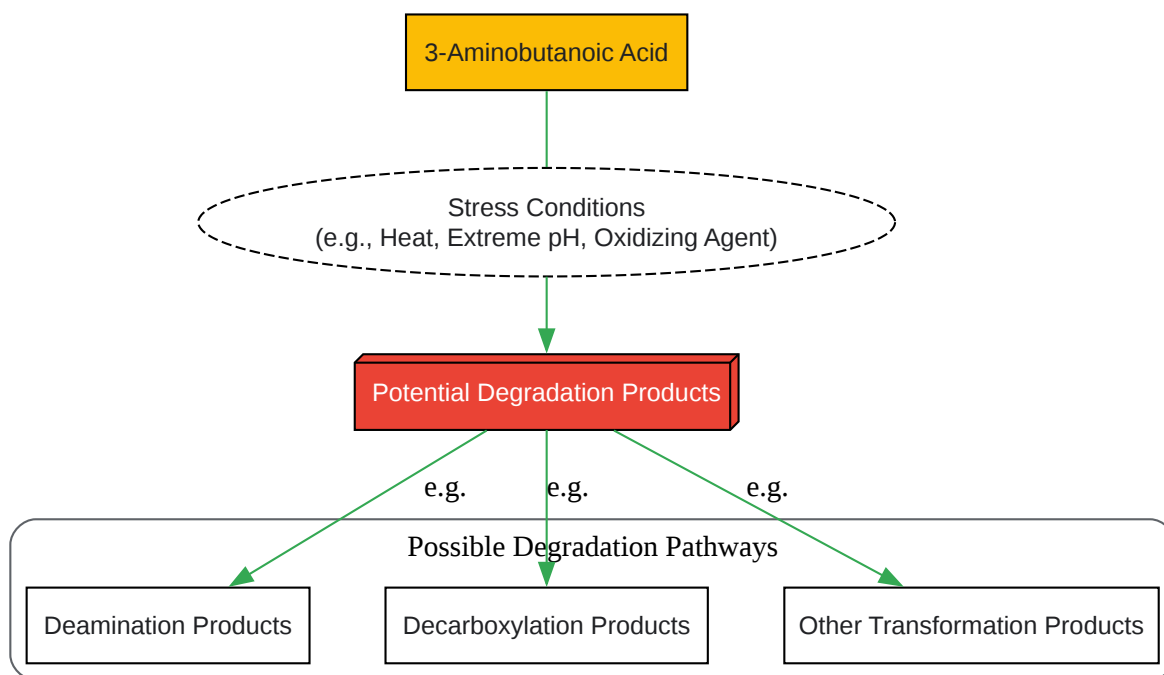 3-Aminobutanoic Acid
Stress Conditions
(e.g., Heat, Extreme pH, Oxidizing Agent)
Potential Degradation Products
e.g.
e.g.
e.g.
Possible Degradation Pathways
Deamination Products
Decarboxylation Products
Other Transformation Products